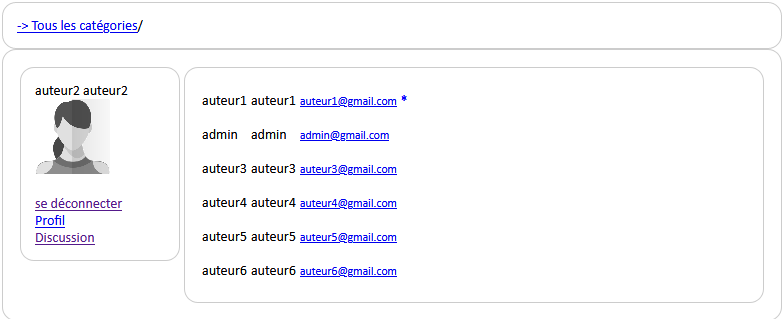 -> Tous les catégories/
auteur2 auteur2
se déconnecter
Profil
Discussion
auteur1 auteur1 auteur1@gmail.com *
admin admin admin@gmail.com
auteur3 auteur3 auteur3@gmail.com
auteur4 auteur4 auteur4@gmail.com
auteur5 auteur5 auteur5@gmail.com
auteur6 auteur6 auteur6@gmail.com